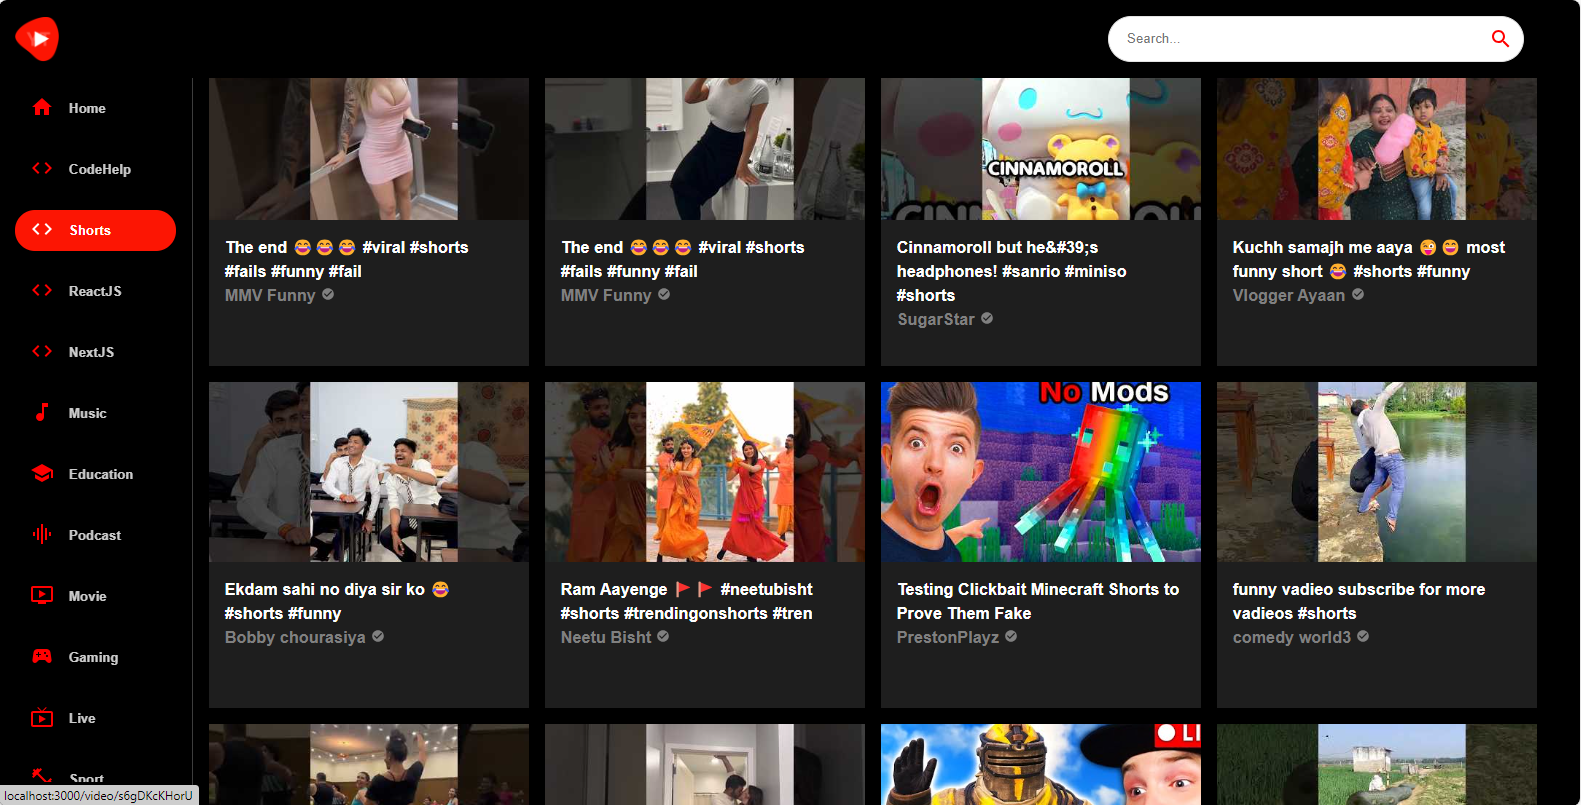 Search...
Home
CodeHelp
Shorts
ReactJS
NextJS
Music
Education
Podcast
Movie
Gaming
Live
Sport
CINNAMOROLL
The end 😂😂😂 #viral #shorts
#fails #funny #fail
MMV Funny
The end 😂😂😂 #viral #shorts
#fails #funny #fail
MMV Funny
Cinnamoroll but he&#39;s
headphones! #sanrio #miniso
#shorts
SugarStar
Kuchh samajh me aaya 😜😄 most
funny short 😂 #shorts #funny
Vlogger Ayaan
No Mods
Ekdam sahi no diya sir ko 😂
#shorts #funny
Bobby chourasiya
Ram Aayenge 🚩🚩 #neetubisht
#shorts #trendingonshorts #tren
Neetu Bisht
Testing Clickbait Minecraft Shorts to
Prove Them Fake
PrestonPlayz
funny vadieo subscribe for more
vadieos #shorts
comedy world3
LI
localhost:3000/video/s6gDKcKHorU